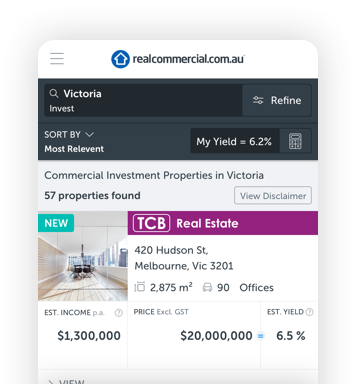 realcommercial.com.au
Victoria
Invest
Refine
SORT BY
Most Relevent
My Yield = 6.2%
Commercial Investment Properties in Victoria
57 properties found
View Disclaimer
NEW
TCB Real Estate
420 Hudson St,
Melbourne, Vic 3201
2,875 m² 90 Offices
EST. INCOME p.a. ?
$1,300,000
PRICE Excl. GST
$20,000,000 =
EST. YIELD ?
6.5 %
VIEW